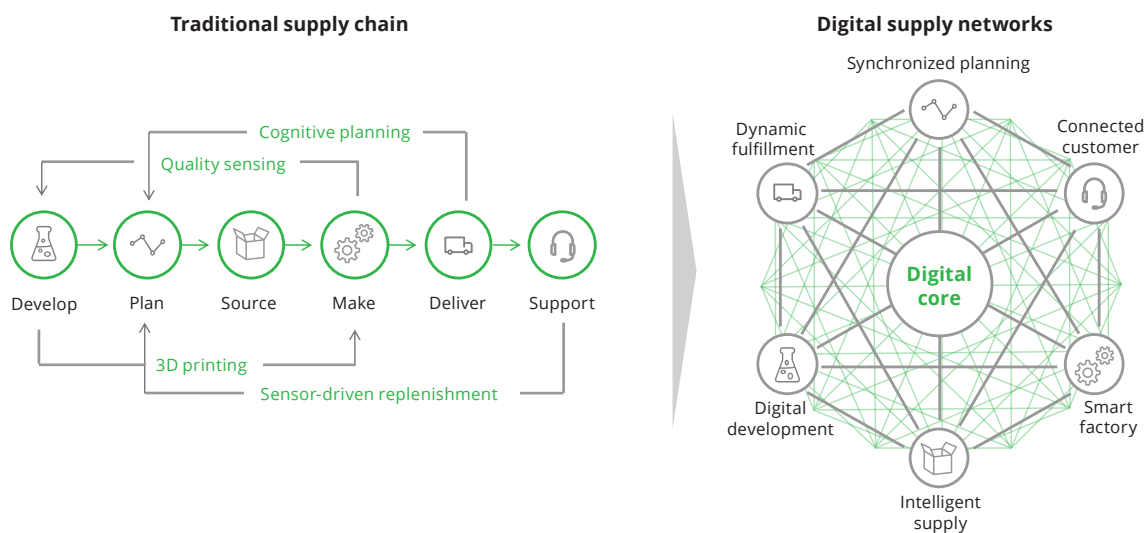 Traditional supply chain
Cognitive planning
Quality sensing
Develop
Plan
Source
Make
Deliver
Support
3D printing
Sensor-driven replenishment
Digital supply networks
Synchronized planning
Dynamic
fulfillment
Connected
customer
Digital
core
Digital
development
Smart
factory
Intelligent
supply